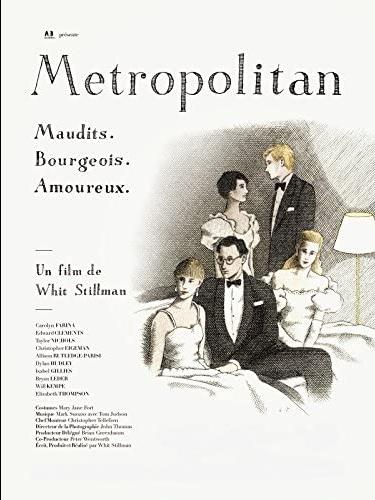 A3 présente
Metropolitan
Maudits.
Bourgeois.
Amoureux.
Un film de
Whit Stillman
Carolyn FARINA
Edward CLEMENTS
Taylor NICHOLS
Christopher EIGEMAN
Allison RUTLEDGE-PARISI
Dylan HUDLEY
Isabel GILLIES
Bryan LEDER
Will KEMPE
Elizabeth THOMPSON
Costumes Mary Jane Fort
Musique Mark Suozzo avec Tom Judson
Chef Monteur Christopher Tellefsen
Directeur de la Photographie John Thomas
Producteur Délégué Brian Greenbaum
Co-Producteur Peter Wentworth
Écrit, Produit et Réalisé par Whit Stillman